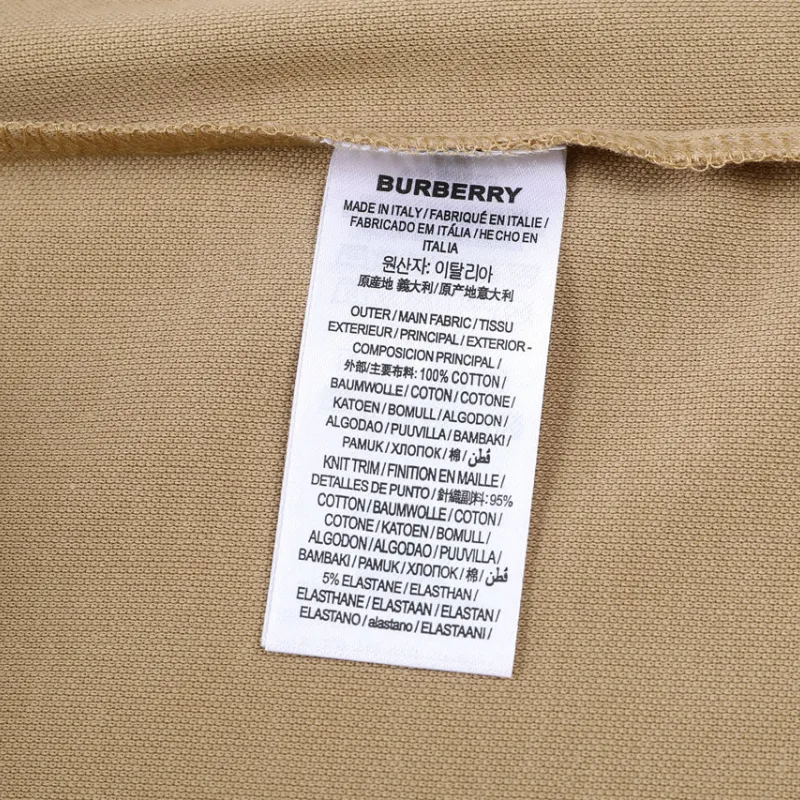 BURBERRY
MADE IN ITALY / FABRIQUÉ EN ITALIE /
FABRICADO EM ITÁLIA / HE CHO EN
ITALIA
원산자: 이탈리아
原産地 義大利 / 原产地意大利
OUTER / MAIN FABRIC / TISSU
EXTERIEUR / PRINCIPAL / EXTERIOR -
COMPOSICION PRINCIPAL /
外部/主要布料: 100% COTTON /
BAUMWOLLE / COTON / COTONE /
KATOEN / BOMULL / ALGODON /
ALGODAO / PUUVILLA / BAMBAKI /
PAMUK / ХЛОПОК / 棉 / قُطن
KNIT TRIM / FINITION EN MAILLE /
DETALLES DE PUNTO / 針織副料: 95%
COTTON / BAUMWOLLE / COTON /
COTONE / KATOEN / BOMULL /
ALGODON / ALGODAO / PUUVILLA /
BAMBAKI / PAMUK / ХЛОПОК / 棉 / قُطن
5% ELASTANE / ELASTHAN /
ELASTHANE / ELASTAAN / ELASTAN /
ELASTANO / alastano / ELASTAANI /